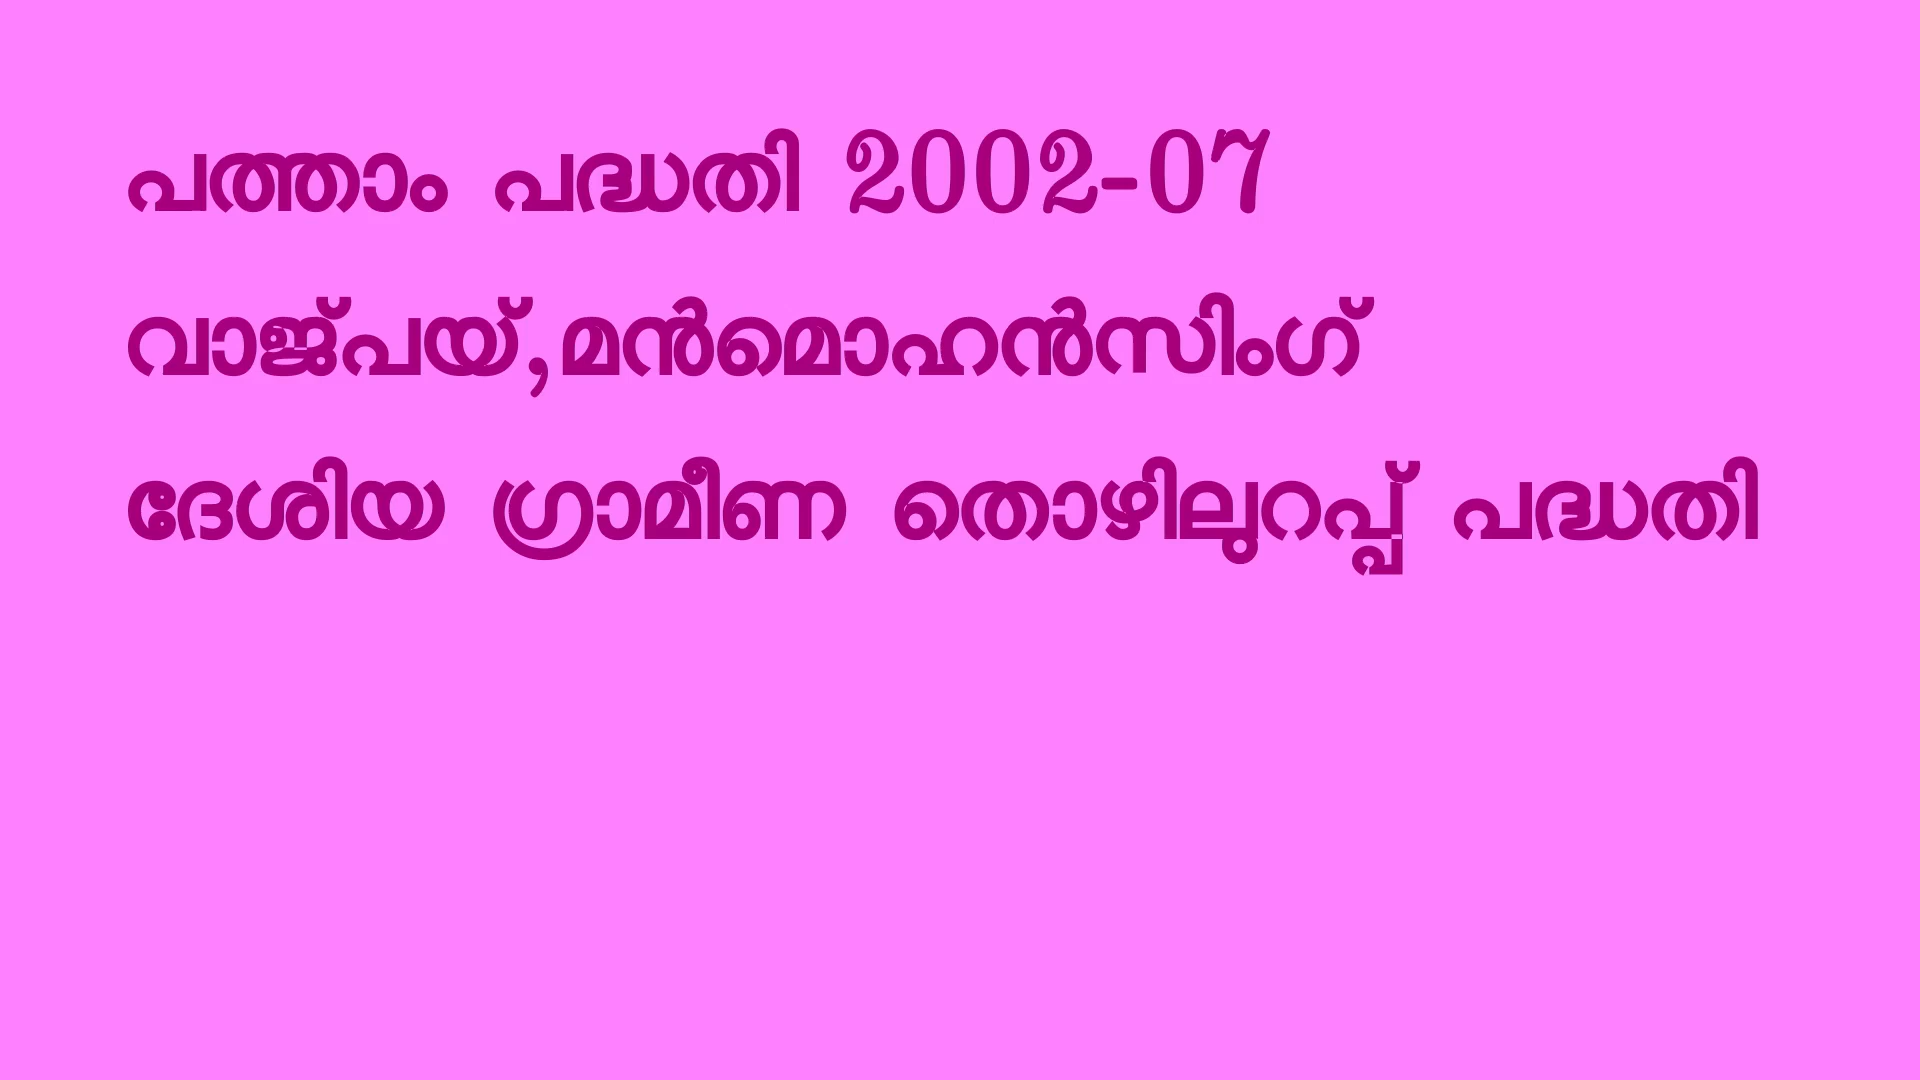 പത്താം പദ്ധതി 2002-07
വാജ്പയ്,മൻമൊഹൻസിംഗ്
ദേശിയ ഗ്രാമീണ തൊഴിലുറപ്പ് പദ്ധതി